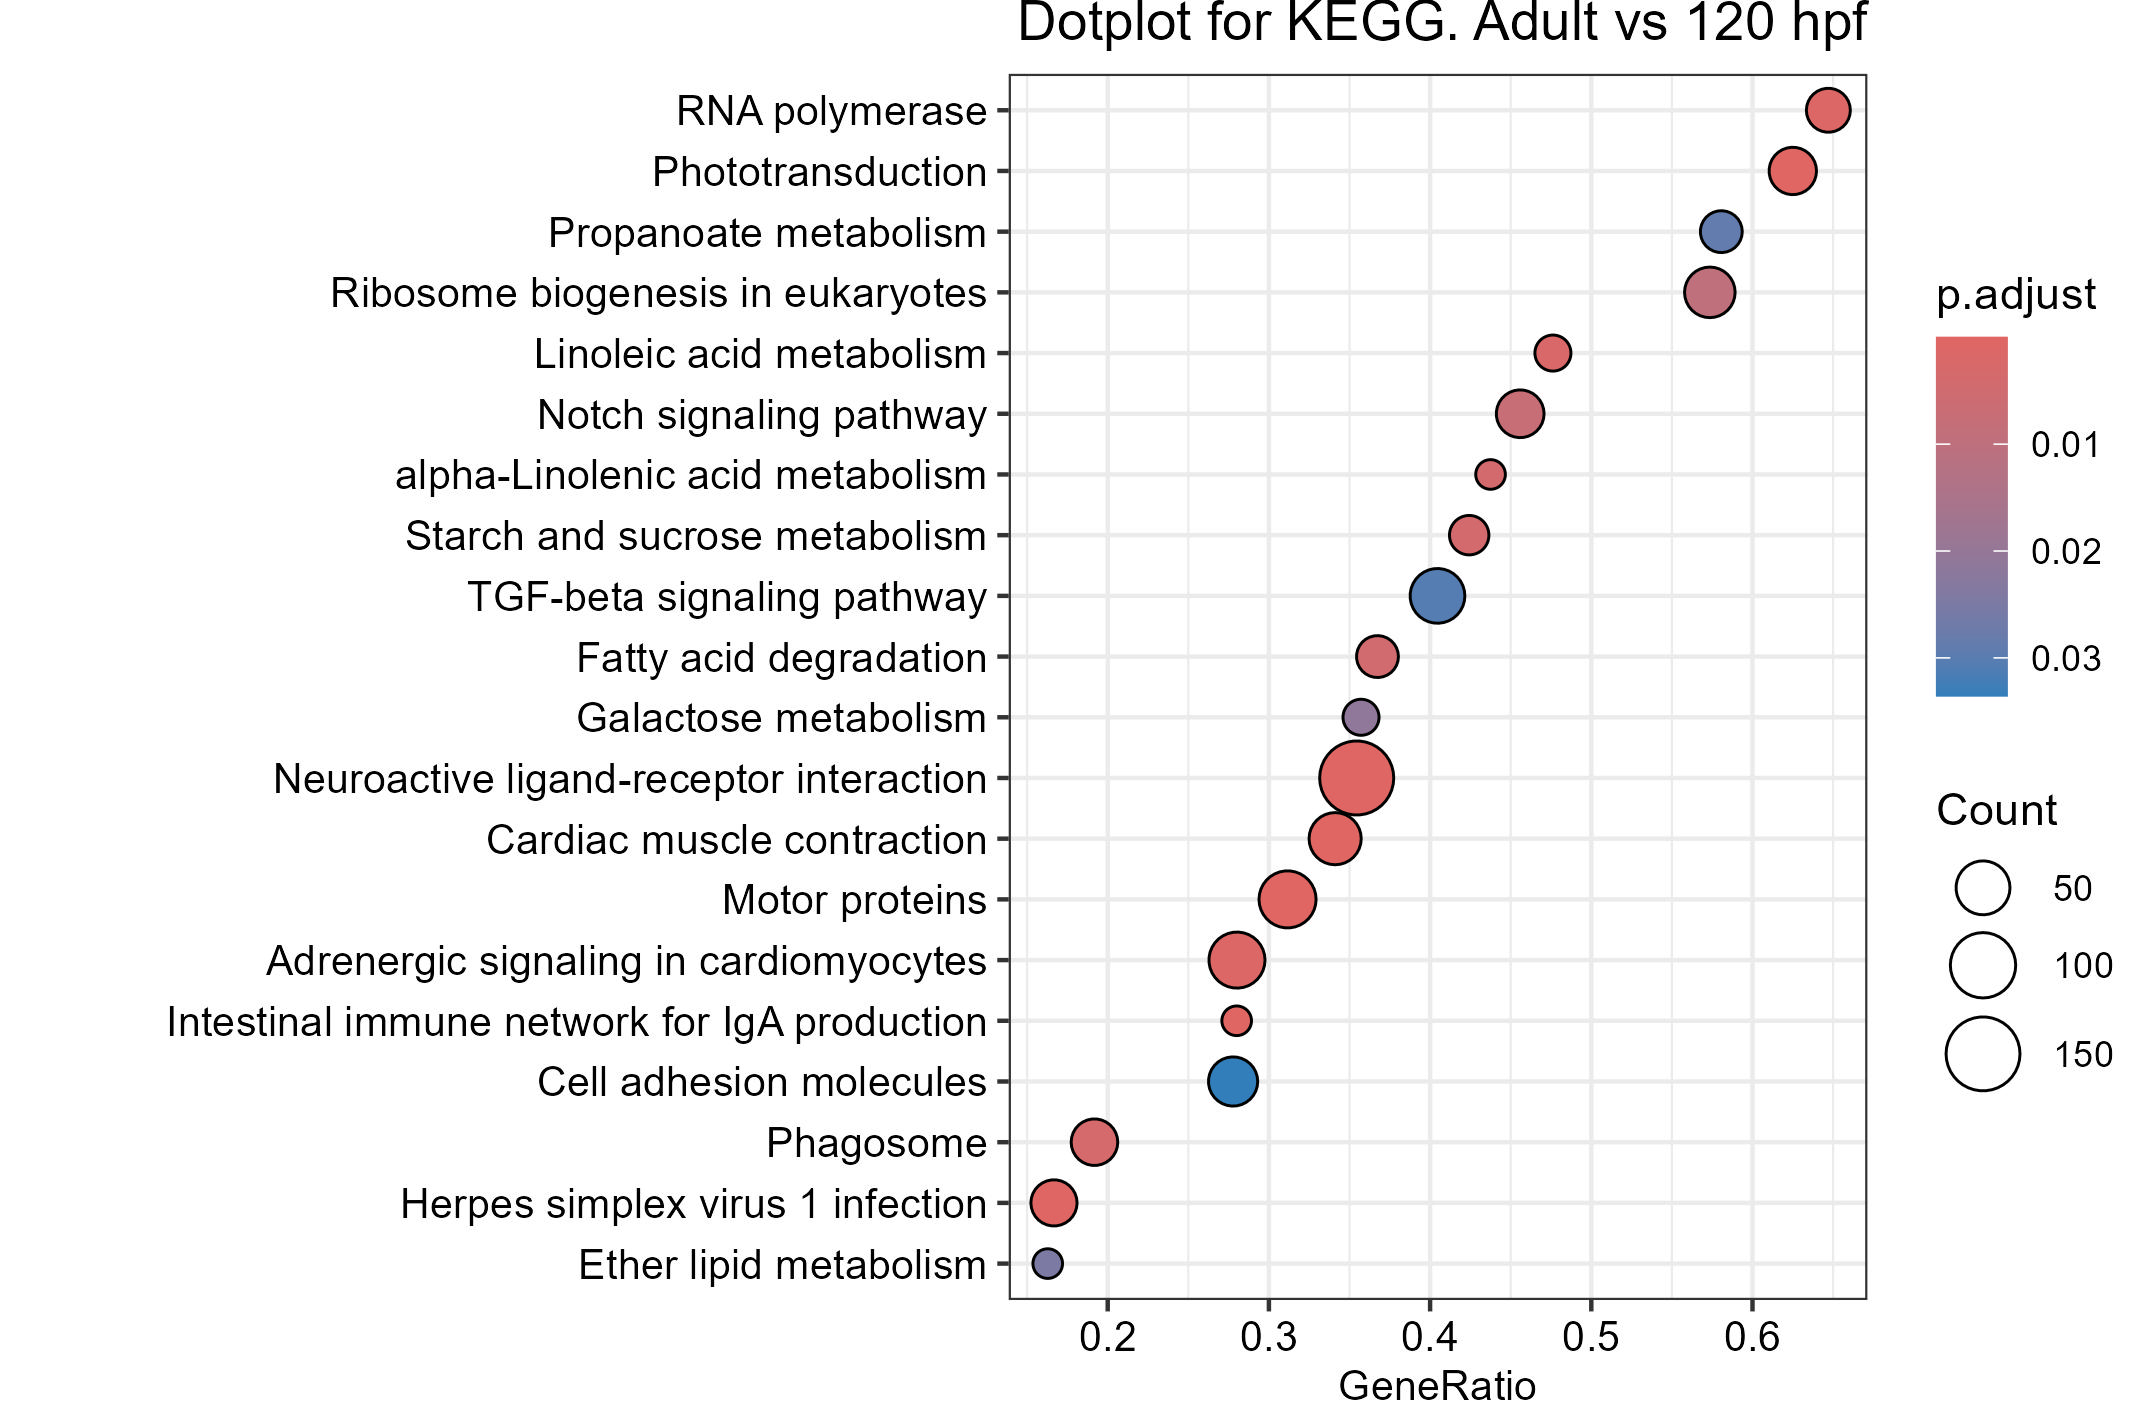 Dotplot for KEGG. Adult vs 120 hpf
RNA polymerase
Phototransduction
Propanoate metabolism
Ribosome biogenesis in eukaryotes
Linoleic acid metabolism
Notch signaling pathway
alpha-Linolenic acid metabolism
Starch and sucrose metabolism
TGF-beta signaling pathway
Fatty acid degradation
Galactose metabolism
Neuroactive ligand-receptor interaction
Cardiac muscle contraction
Motor proteins
Adrenergic signaling in cardiomyocytes
Intestinal immune network for IgA production
Cell adhesion molecules
Phagosome
Herpes simplex virus 1 infection
Ether lipid metabolism
0.2 0.3 0.4 0.5 0.6
GeneRatio
p.adjust
0.01
0.02
0.03
Count
50
100
150